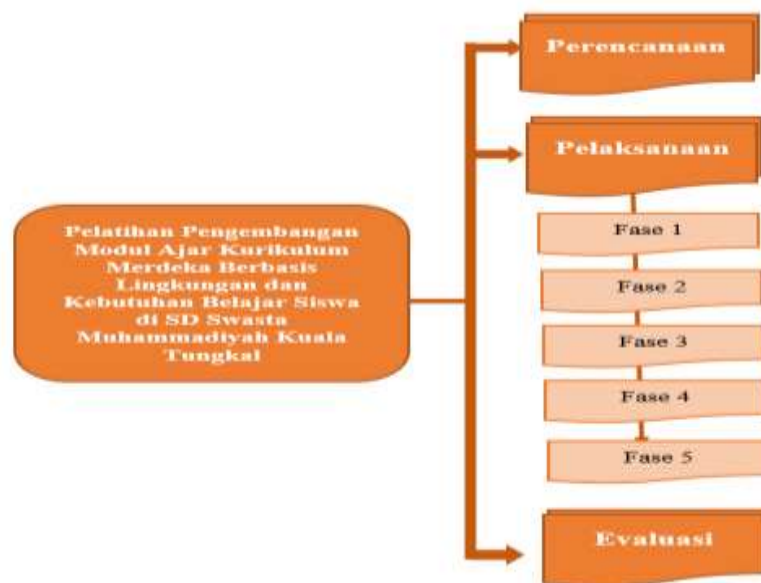 Perencanaan
Pelaksanaan
Fase 1
Fase 2
Fase 3
Fase 4
Fase 5
Evaluasi
Pelatihan Pengembangan
Modul Ajar Kurikulum
Merdeka Berbasis
Lingkungan dan
Kebutuhan Belajar Siswa
di SD Swasta
Muhammadiyah Kuala
Tungkal